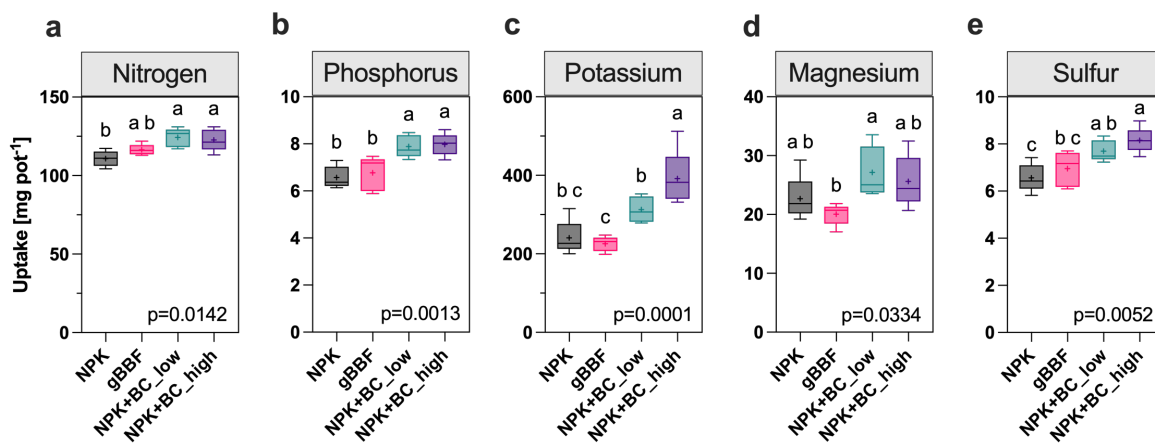 a
Nitrogen
Uptake [mg pot-1]
150
100
50
0
b
a b
a
a
p=0.0142
NPK
gBBF
NPK+BC_low
NPK+BC_high
b
Phosphorus
10
8
6
4
2
0
b
b
a
a
p=0.0013
NPK
gBBF
NPK+BC_low
NPK+BC_high
c
Potassium
600
400
200
0
b c
c
b
a
p=0.0001
NPK
gBBF
NPK+BC_low
NPK+BC_high
d
Magnesium
40
30
20
10
0
a b
b
a
a b
p=0.0334
NPK
gBBF
NPK+BC_low
NPK+BC_high
e
Sulfur
10
8
6
4
2
0
c
b c
a b
a
p=0.0052
NPK
gBBF
NPK+BC_low
NPK+BC_high